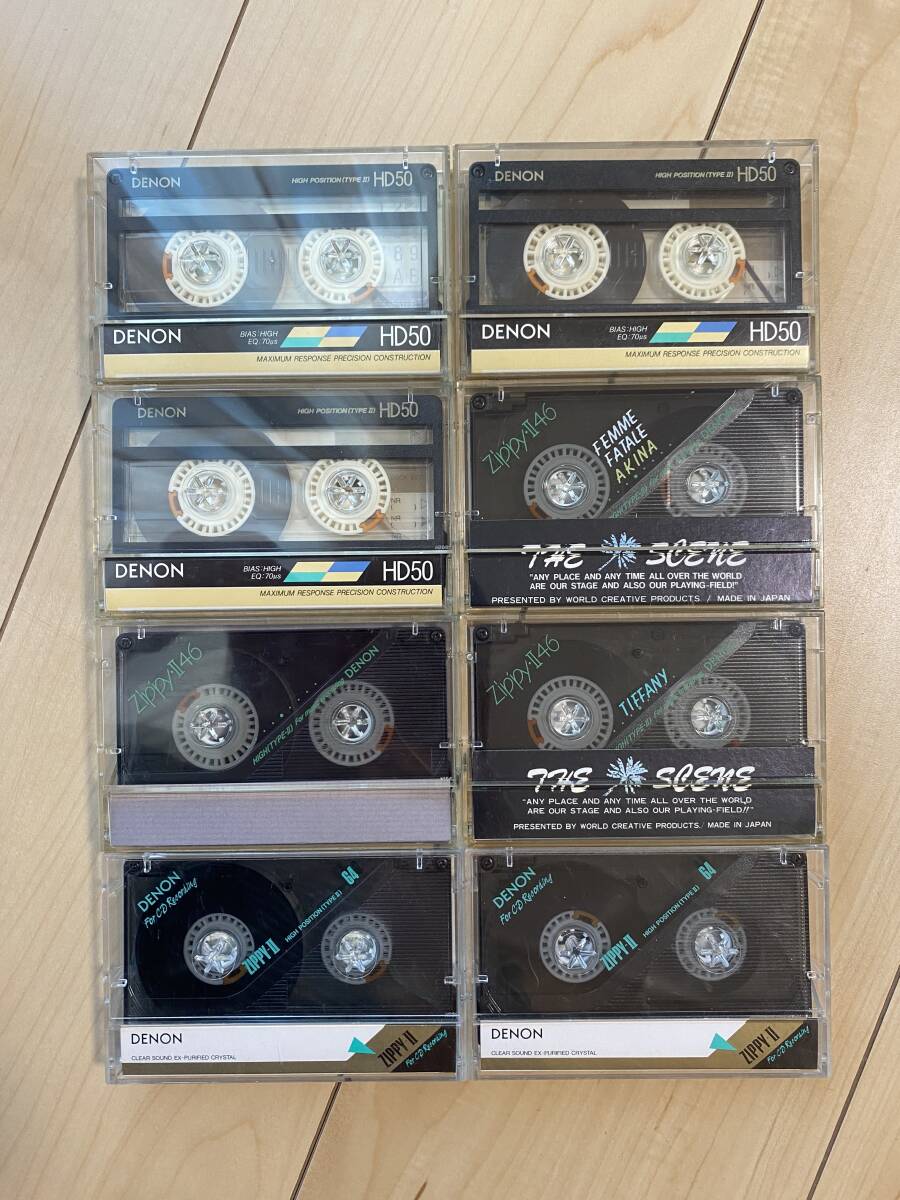 DENON HIGH POSITION (TYPE II) HD50
DENON BIAS:HIGH EQ:70μs HD50
MAXIMUM RESPONSE PRECISION CONSTRUCTION
DENON HIGH POSITION (TYPE II) HD50
DENON BIAS:HIGH EQ:70μs HD50
MAXIMUM RESPONSE PRECISION CONSTRUCTION
DENON HIGH POSITION (TYPE II) HD50
DENON BIAS:HIGH EQ:70μs HD50
MAXIMUM RESPONSE PRECISION CONSTRUCTION
Zippy·II 46
FEMME
FATALE
AKINA
THE SCENE
"ANY PLACE AND ANY TIME ALL OVER THE WORLD
ARE OUR STAGE AND ALSO OUR PLAYING-FIELD!!"
PRESENTED BY WORLD CREATIVE PRODUCTS. / MADE IN JAPAN
Zippy·II 46
HIGH(TYPE-II) For DENON
Zippy·II 46
TIFFANY
THE SCENE
"ANY PLACE AND ANY TIME ALL OVER THE WORLD
ARE OUR STAGE AND ALSO OUR PLAYING-FIELD!!"
PRESENTED BY WORLD CREATIVE PRODUCTS. / MADE IN JAPAN
DENON
For CD Recording
ZIPPY-II
HIGH POSITION (TYPE II) 64
DENON
CLEAR SOUND EX-PURIFIED CRYSTAL
ZIPPY II
For CD Recording
DENON
For CD Recording
ZIPPY-II
HIGH POSITION (TYPE II) 64
DENON
CLEAR SOUND EX-PURIFIED CRYSTAL
ZIPPY II
For CD Recording